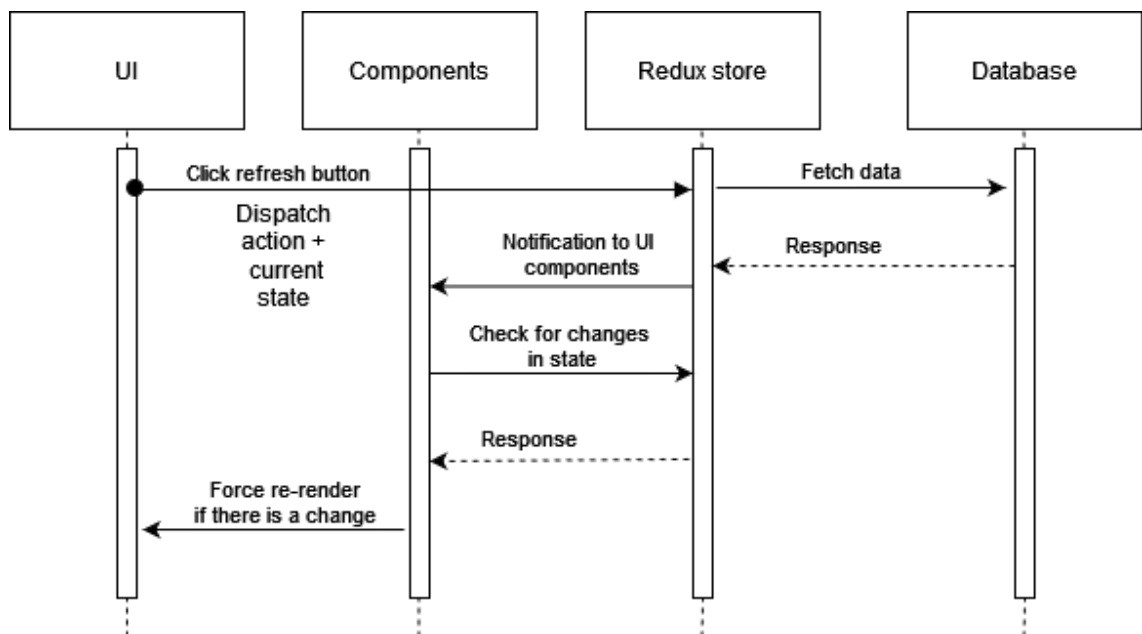 UI
Components
Redux store
Database
Click refresh button
Fetch data
Dispatch
action +
current
state
Notification to UI
components
Response
Check for changes
in state
Response
Force re-render
if there is a change